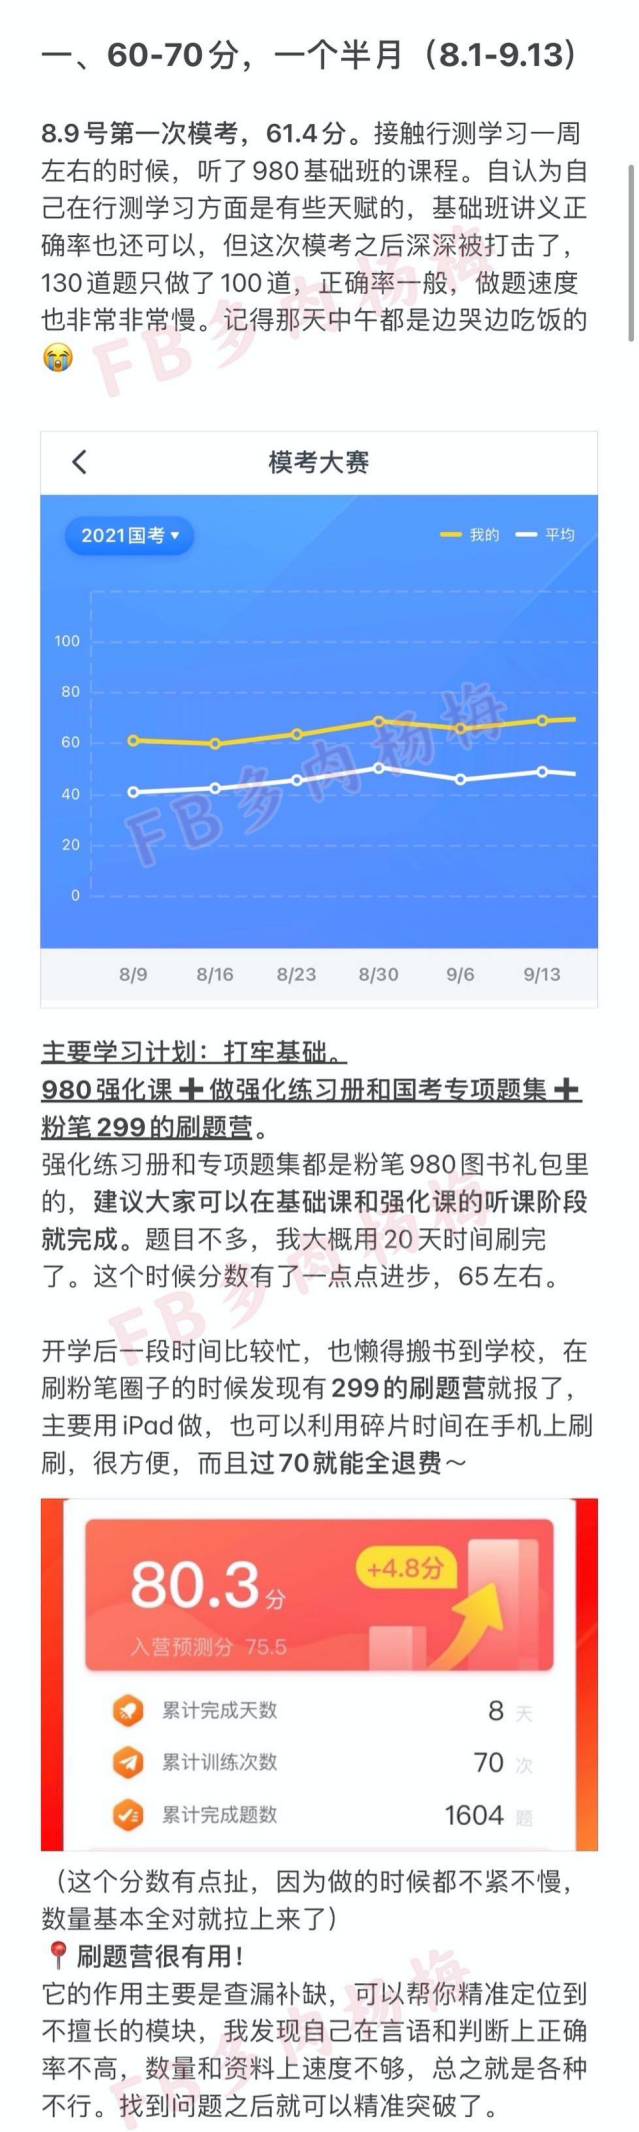 一、60-70分，一个半月（8.1-9.13）
8.9号第一次模考，61.4分。接触行测学习一周
左右的时候，听了980基础班的课程。自认为自
己在行测学习方面是有些天赋的，基础班讲义正
确率也还可以，但这次模考之后深深被打击了，
130道题只做了100道，正确率一般，做题速度
也非常非常慢。记得那天中午都是边哭边吃饭的
😭
FB多肉杨梅
模考大赛
2021国考▾
我的 平均
100
80
60
40
20
0
FB多肉杨梅
8/9 8/16 8/23 8/30 9/6 9/13
主要学习计划：打牢基础。
980强化课➕做强化练习册和国考专项题集➕
粉笔299的刷题营。
强化练习册和专项题集都是粉笔980图书礼包里
的，建议大家可以在基础课和强化课的听课阶段
就完成。题目不多，我大概用20天时间刷完
了。这个时候分数有了一点点进步，65左右。
FB多肉杨梅
开学后一段时间比较忙，也懒得搬书到学校，在
刷粉笔圈子的时候发现有299的刷题营就报了，
主要用iPad做，也可以利用碎片时间在手机上刷
刷，很方便，而且过70就能全退费～
80.3分
+4.8分
入营预测分 75.5
累计完成天数 8 天
累计训练次数 70 次
累计完成题数 1604 题
（这个分数有点扯，因为做的时候都不紧不慢，
数量基本全对就拉上来了）
📍刷题营很有用！
它的作用主要是查漏补缺，可以帮你精准定位到
不擅长的模块，我发现自己在言语和判断上正确
率不高，数量和资料上速度不够，总之就是各种
不行。找到问题之后就可以精准突破了。
FB多肉杨梅